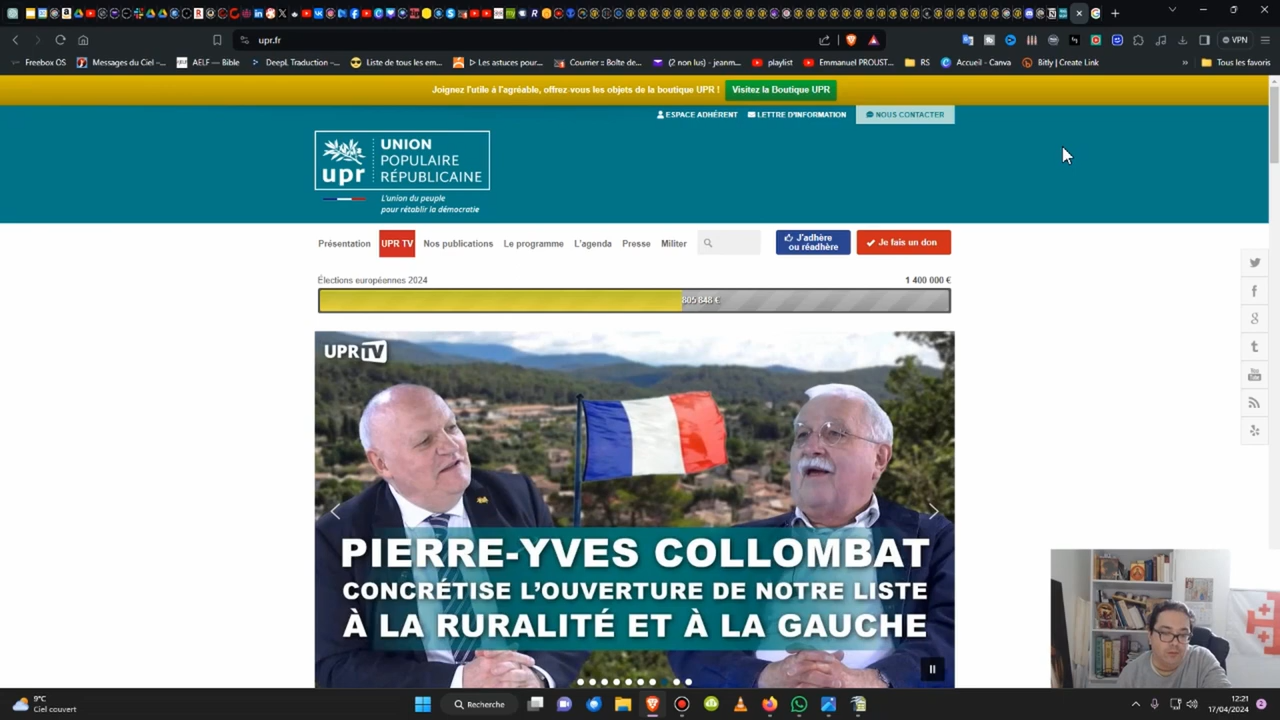 upr.fr
VPN
Freebox OS
Messages du Ciel –...
AELF — Bible
DeepL Traduction –...
Liste de tous les em...
▷ Les astuces pour...
Courrier :: Boîte de...
(2 non lus) - jeanm...
playlist
Emmanuel PROUST...
RS
Accueil - Canva
Bitly | Create Link
»
Tous les favoris
Joignez l'utile à l'agréable, offrez-vous les objets de la boutique UPR !
Visitez la Boutique UPR
ESPACE ADHÉRENT
LETTRE D'INFORMATION
NOUS CONTACTER
upr
UNION
POPULAIRE
RÉPUBLICAINE
L'union du peuple
pour rétablir la démocratie
Présentation
UPR TV
Nos publications
Le programme
L'agenda
Presse
Militer
J'adhère
ou réadhère
Je fais un don
Élections européennes 2024
1 400 000 €
805 848 €
UPR TV
PIERRE-YVES COLLOMBAT
CONCRÉTISE L'OUVERTURE DE NOTRE LISTE
À LA RURALITÉ ET À LA GAUCHE
9°C
Ciel couvert
Recherche
12:21
17/04/2024